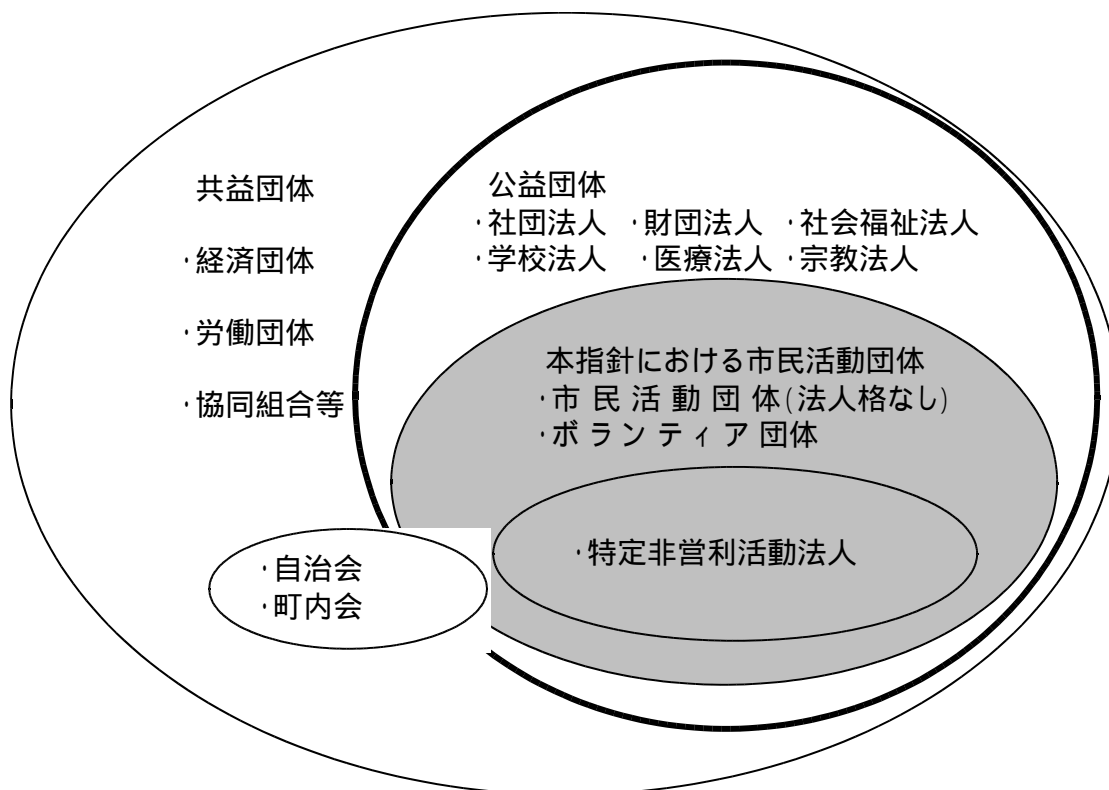 共益団体
・経済団体
・労働団体
・協同組合等
公益団体
・社団法人 ・財団法人 ・社会福祉法人
・学校法人 ・医療法人 ・宗教法人
本指針における市民活動団体
・市民活動団体(法人格なし)
・ボランティア団体
・特定非営利活動法人
・自治会
・町内会